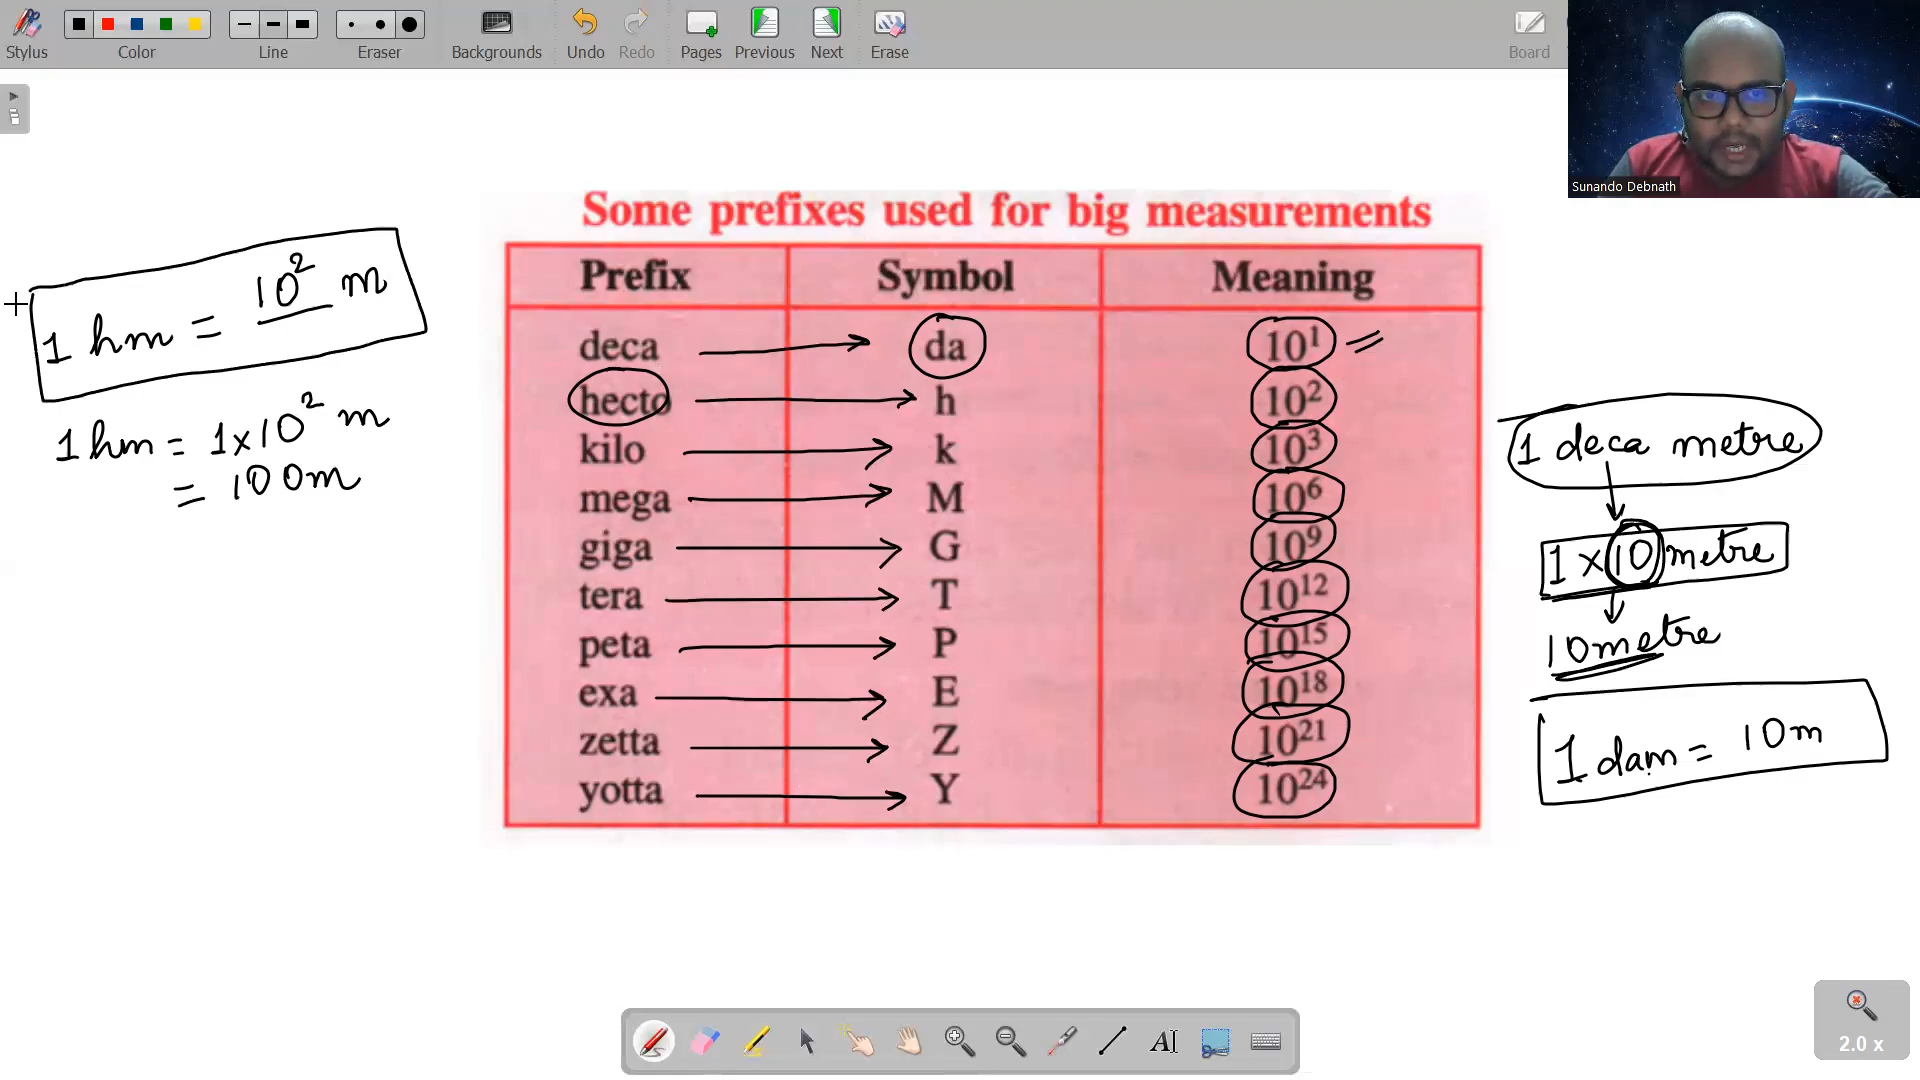 Stylus Color Line Eraser Backgrounds Undo Redo Pages Previous Next Erase Board
Sunando Debnath
Some prefixes used for big measurements
Prefix Symbol Meaning
deca da 10¹
hecto h 10²
kilo k 10³
mega M 10⁶
giga G 10⁹
tera T 10¹²
peta P 10¹⁵
exa E 10¹⁸
zetta Z 10²¹
yotta Y 10²⁴
1 hm = 10² m
1 hm = 1x10² m
= 100m
1 deca metre
1 x 10 metre
10 metre
1 dam = 10m
2.0 x